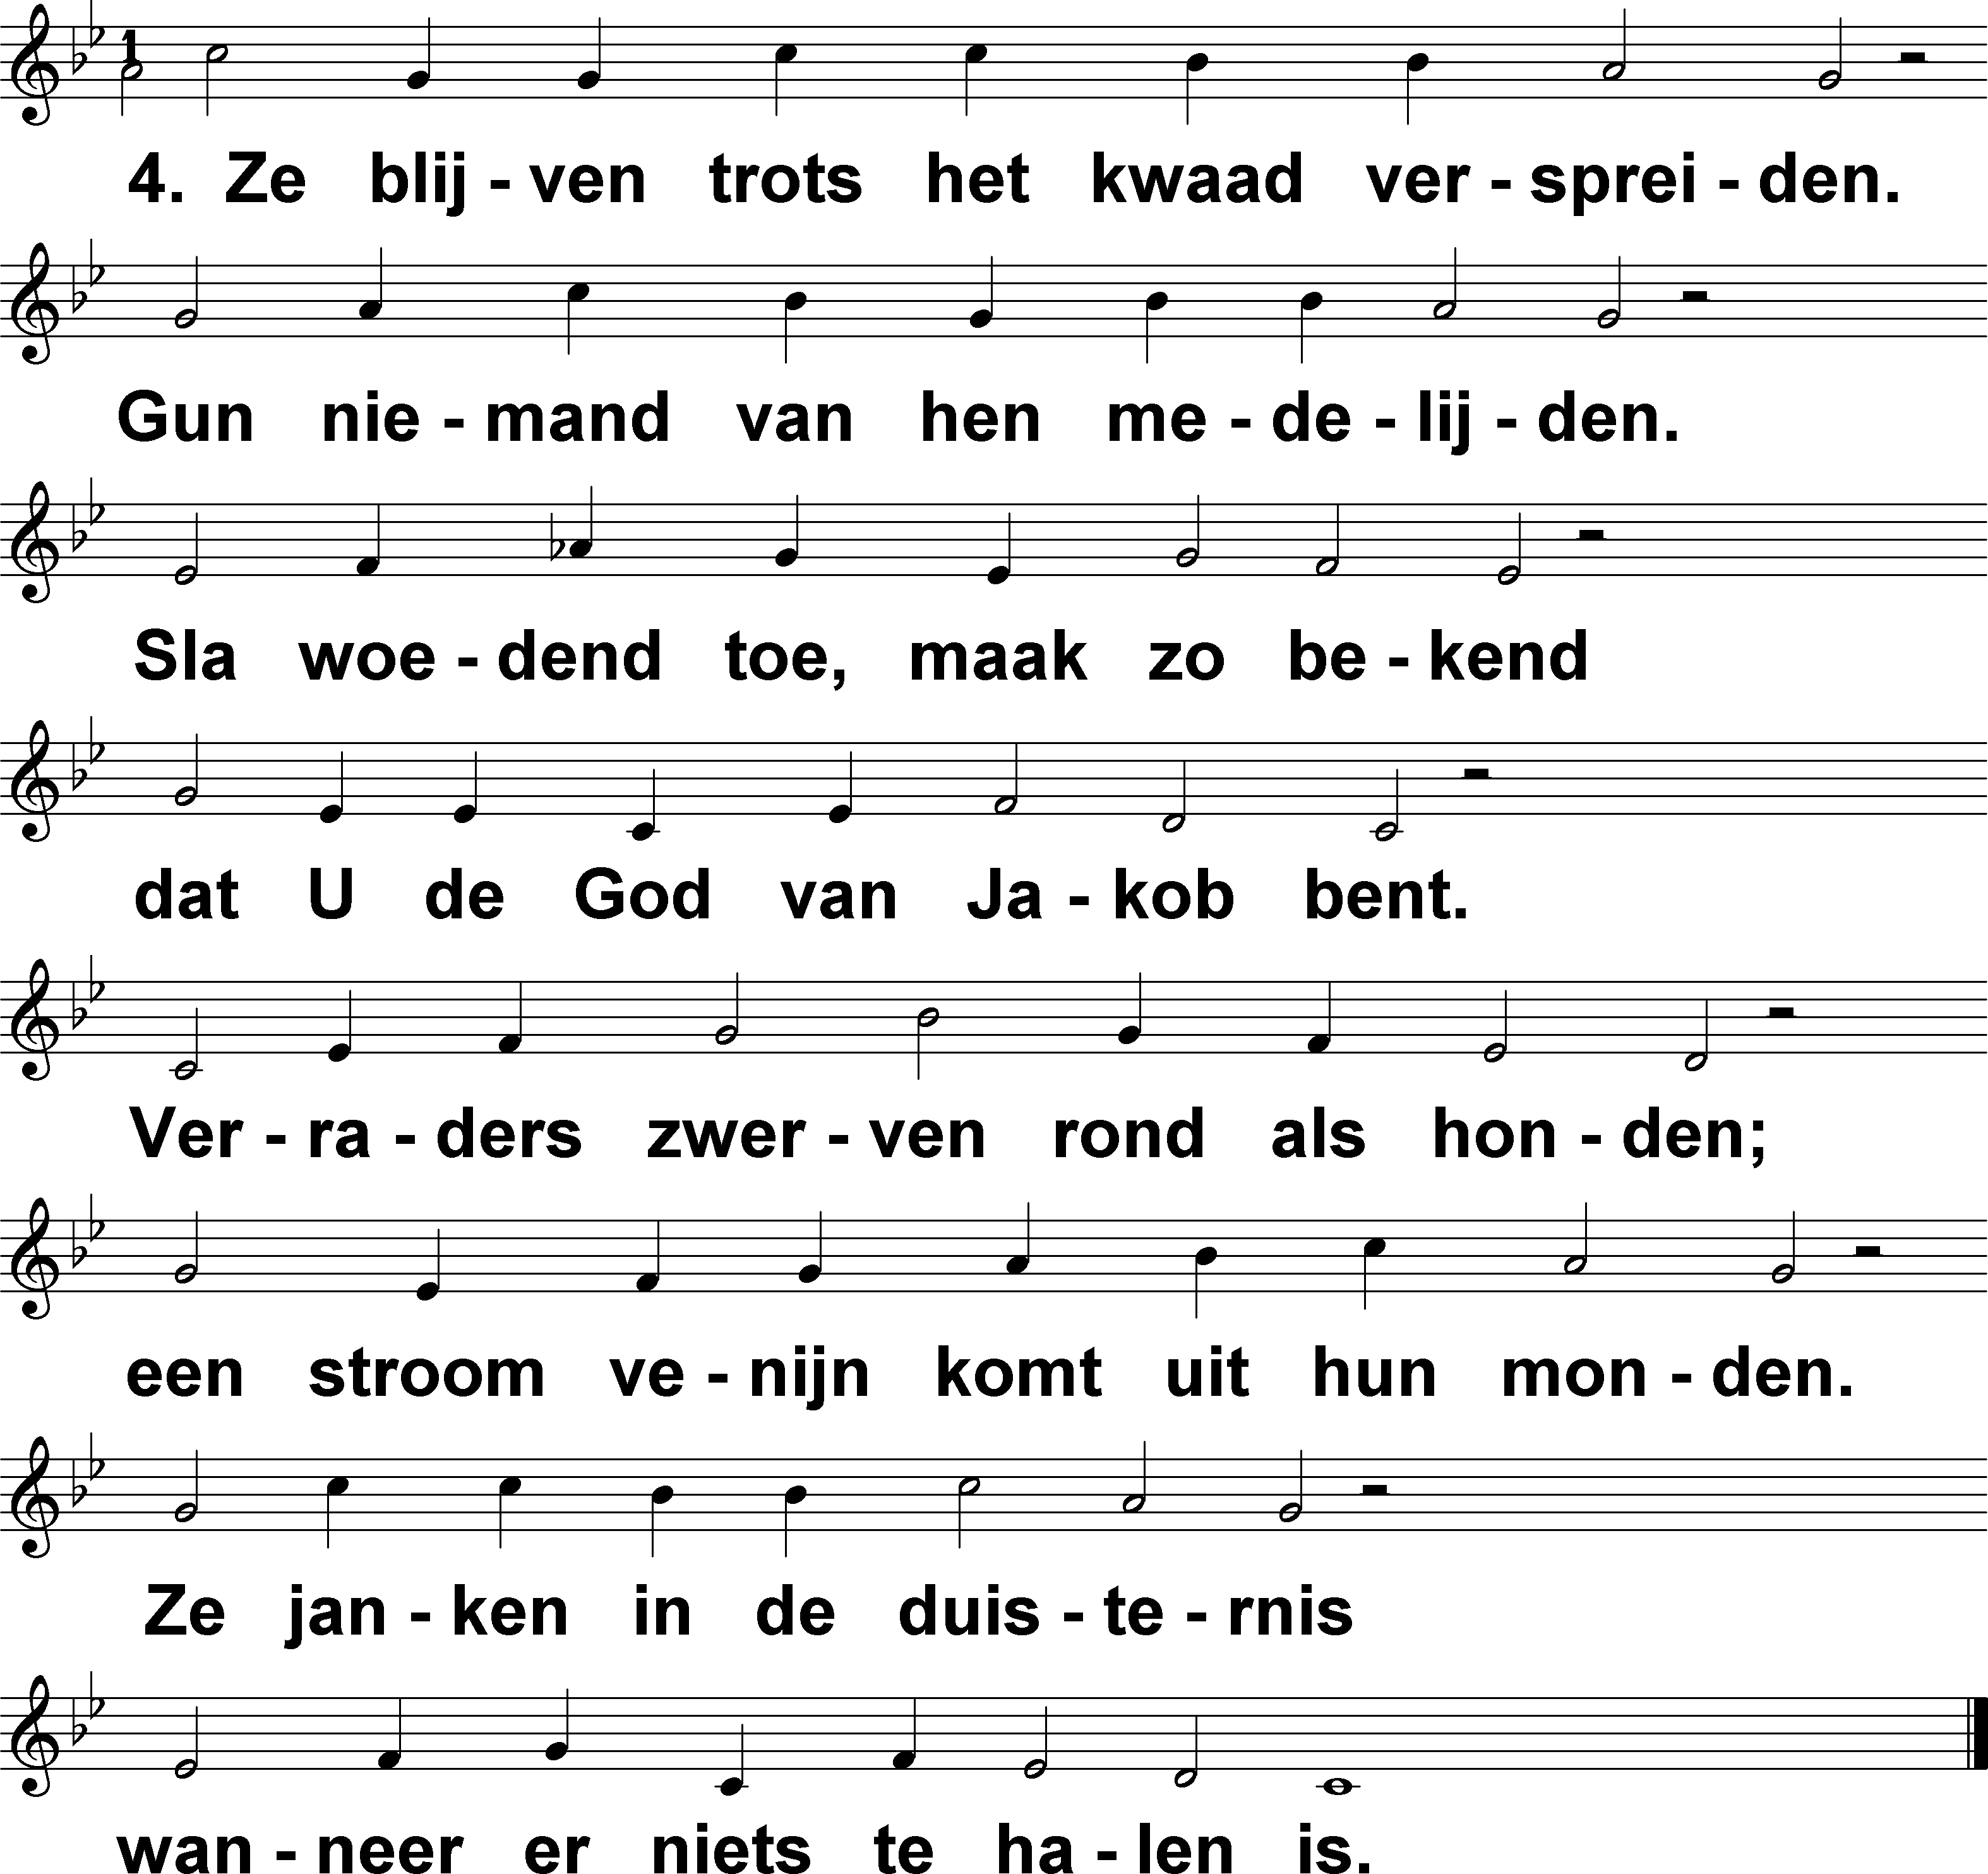 1
4. Ze blij - ven trots het kwaad ver - sprei - den.
Gun nie - mand van hen me - de - lij - den.
Sla woe - dend toe, maak zo be - kend
dat U de God van Ja - kob bent.
Ver - ra - ders zwer - ven rond als hon - den;
een stroom ve - nijn komt uit hun mon - den.
Ze jan - ken in de duis - te - rnis
wan - neer er niets te ha - len is.